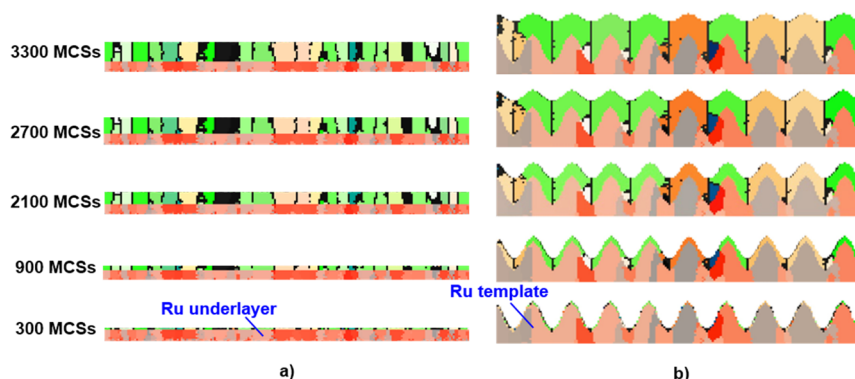 3300 MCSs
2700 MCSs
2100 MCSs
900 MCSs
300 MCSs
Ru underlayer
Ru template
a)
b)